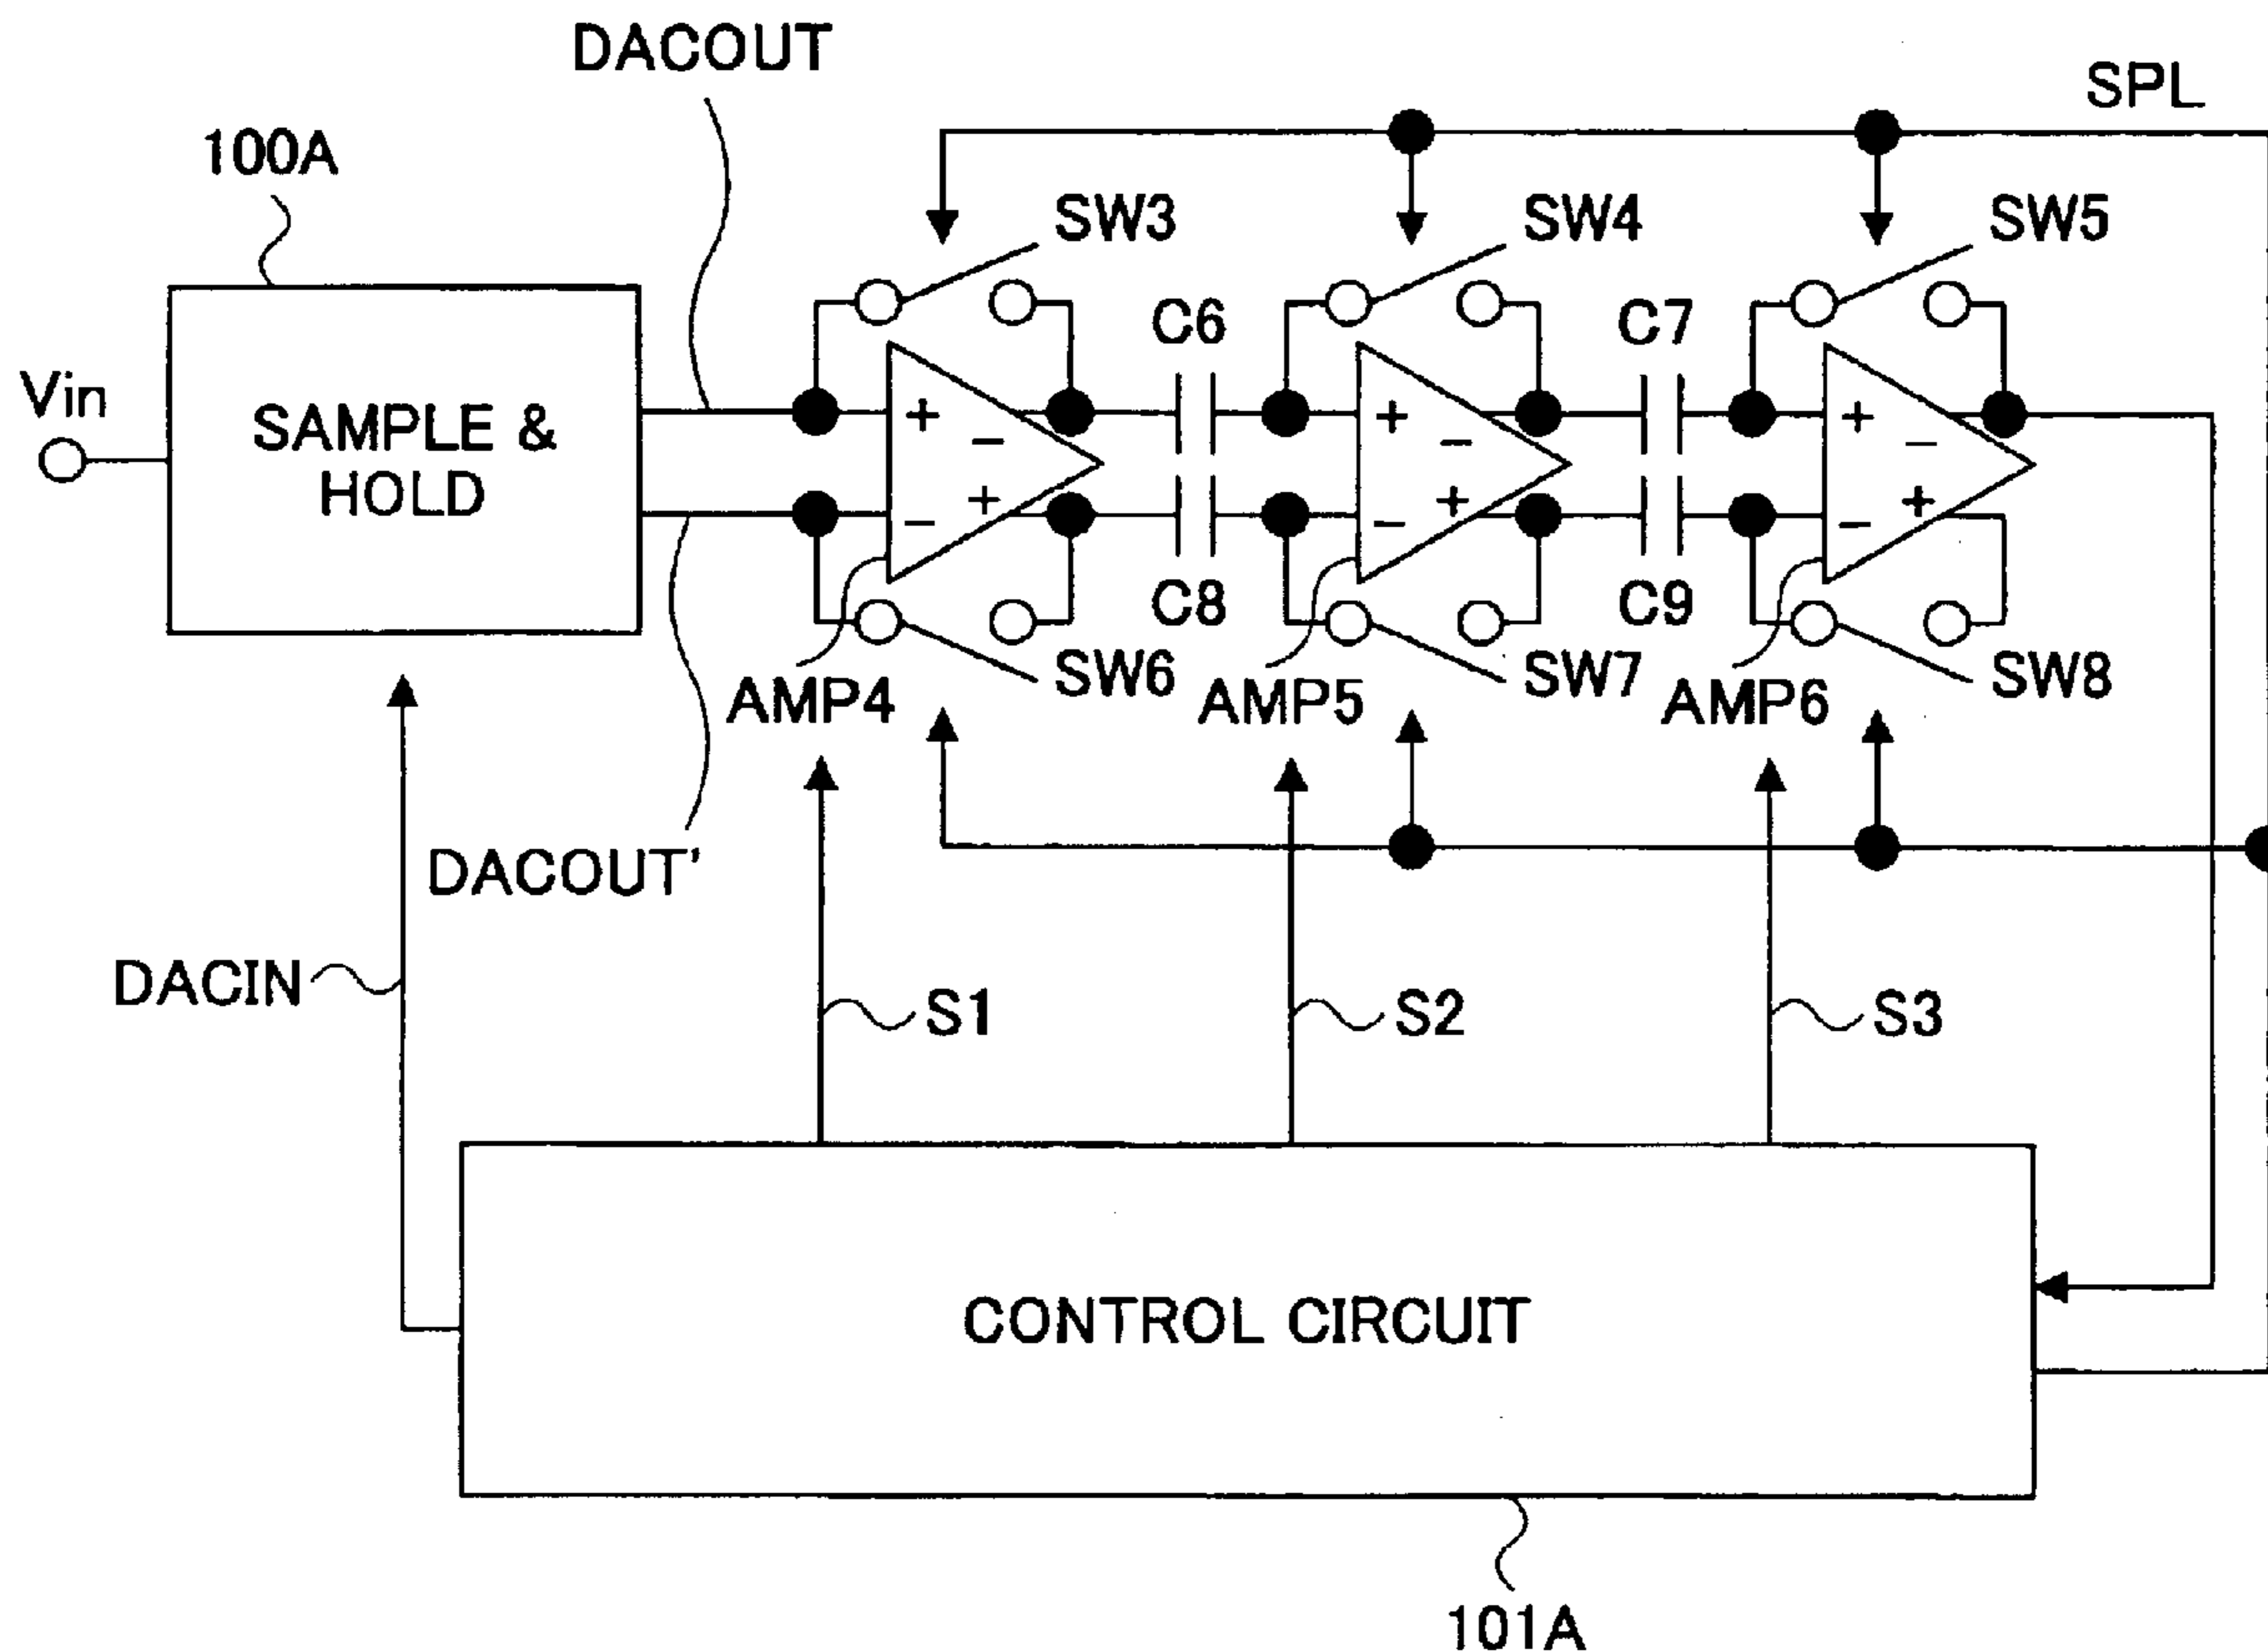 DACOUT
SPL
100A
SW3
SW4
SW5
C6
C7
Vin
SAMPLE &
HOLD
+
−
+
−
+
−
+
−
+
−
+
−
C8
C9
SW6
SW7
SW8
AMP4
AMP5
AMP6
DACOUT'
DACIN
S1
S2
S3
CONTROL CIRCUIT
101A